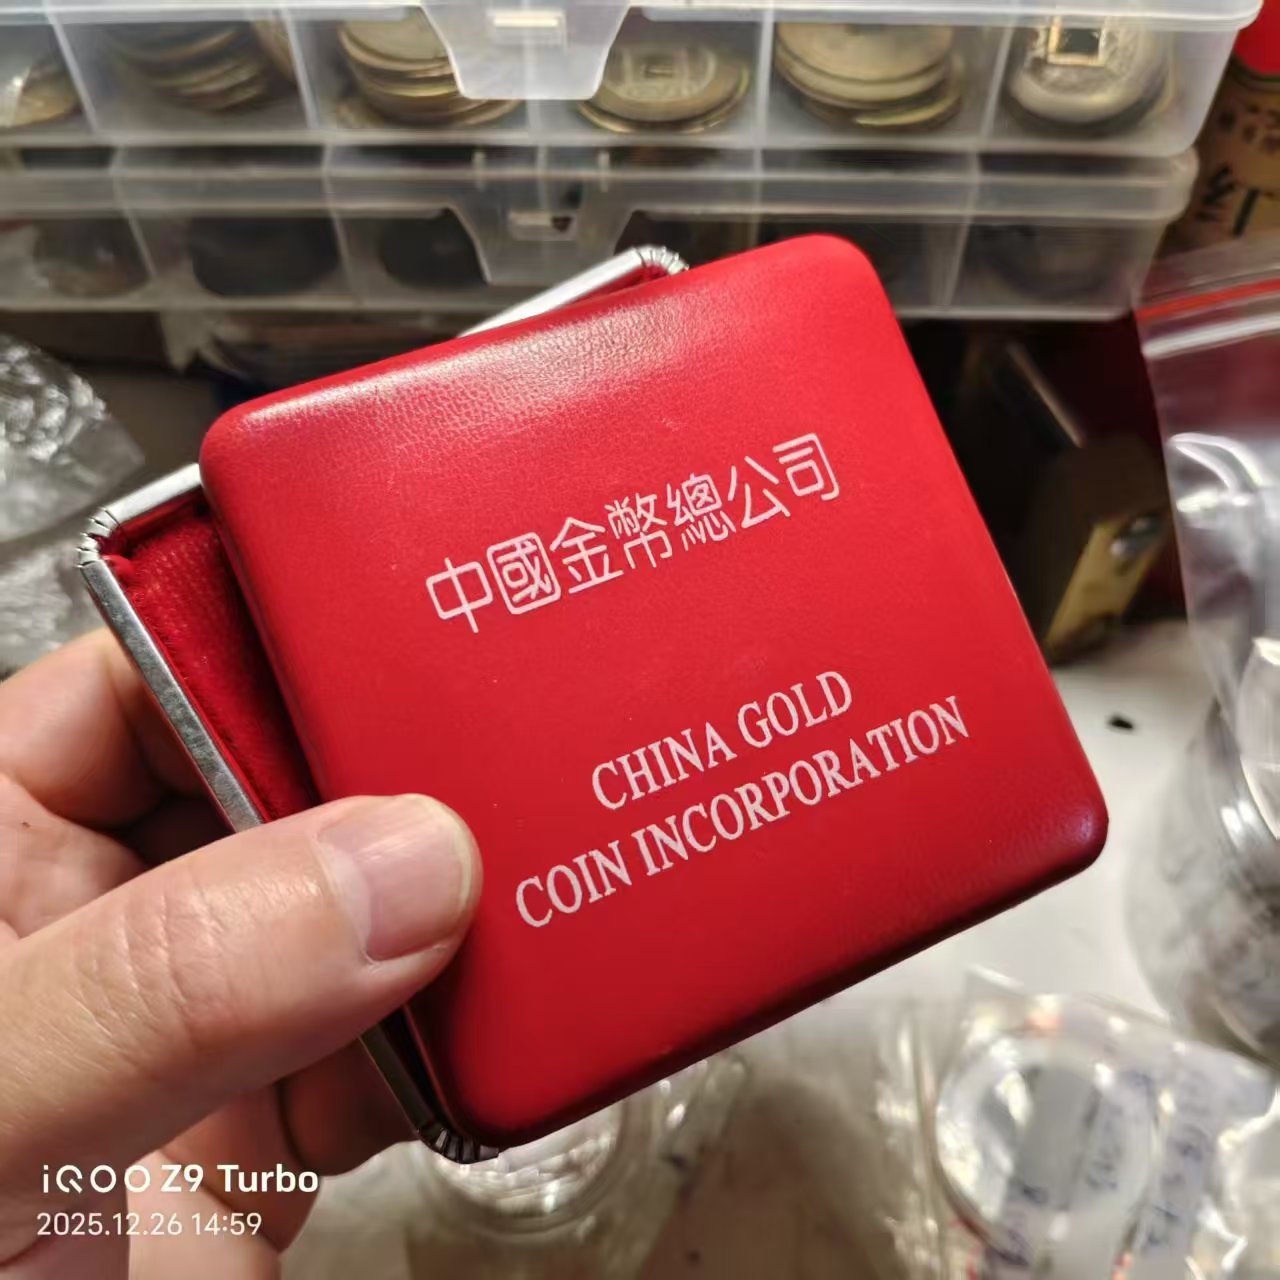 中國金幣總公司
CHINA GOLD
COIN INCORPORATION
iQOO Z9 Turbo
2025.12.26 14:59